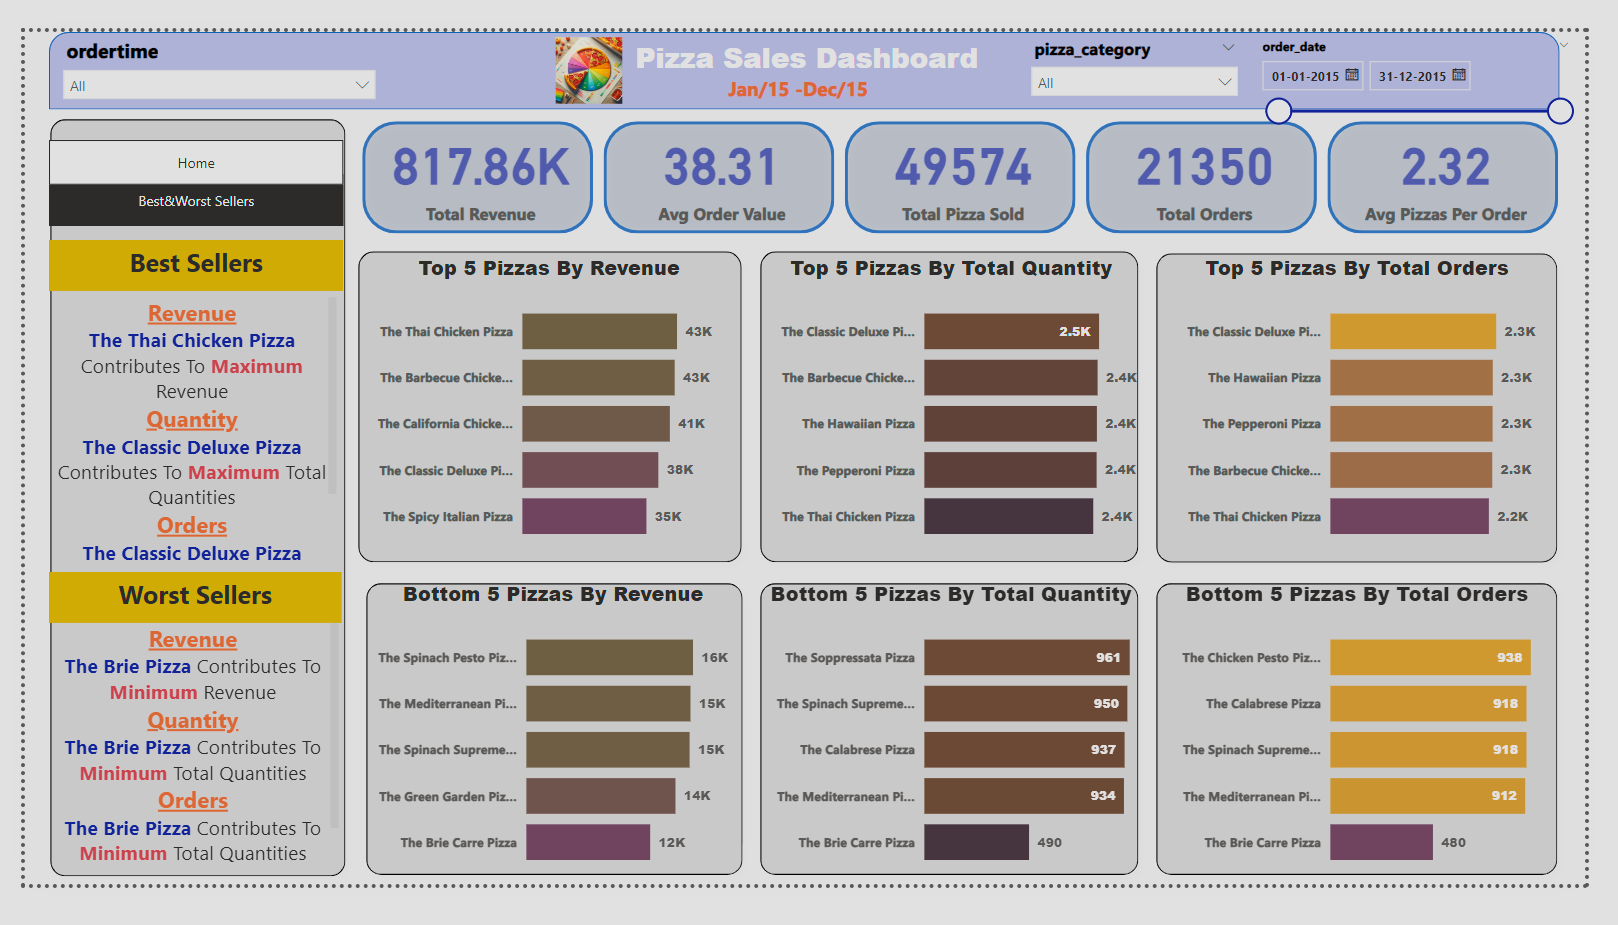 ordertime
All
Pizza Sales Dashboard
Jan/15 -Dec/15
pizza_category
All
order_date
01-01-2015
31-12-2015
Home
Best&Worst Sellers
817.86K
Total Revenue
38.31
Avg Order Value
49574
Total Pizza Sold
21350
Total Orders
2.32
Avg Pizzas Per Order
Best Sellers
Revenue
The Thai Chicken Pizza
Contributes To Maximum
Revenue
Quantity
The Classic Deluxe Pizza
Contributes To Maximum Total
Quantities
Orders
The Classic Deluxe Pizza
Worst Sellers
Revenue
The Brie Pizza Contributes To
Minimum Revenue
Quantity
The Brie Pizza Contributes To
Minimum Total Quantities
Orders
The Brie Pizza Contributes To
Minimum Total Quantities
Top 5 Pizzas By Revenue
The Thai Chicken Pizza 43K
The Barbecue Chicke... 43K
The California Chicke... 41K
The Classic Deluxe Pi... 38K
The Spicy Italian Pizza 35K
Top 5 Pizzas By Total Quantity
The Classic Deluxe Pi... 2.5K
The Barbecue Chicke... 2.4K
The Hawaiian Pizza 2.4K
The Pepperoni Pizza 2.4K
The Thai Chicken Pizza 2.4K
Top 5 Pizzas By Total Orders
The Classic Deluxe Pi... 2.3K
The Hawaiian Pizza 2.3K
The Pepperoni Pizza 2.3K
The Barbecue Chicke... 2.3K
The Thai Chicken Pizza 2.2K
Bottom 5 Pizzas By Revenue
The Spinach Pesto Piz... 16K
The Mediterranean Pi... 15K
The Spinach Supreme... 15K
The Green Garden Piz... 14K
The Brie Carre Pizza 12K
Bottom 5 Pizzas By Total Quantity
The Soppressata Pizza 961
The Spinach Supreme... 950
The Calabrese Pizza 937
The Mediterranean Pi... 934
The Brie Carre Pizza 490
Bottom 5 Pizzas By Total Orders
The Chicken Pesto Piz... 938
The Calabrese Pizza 918
The Spinach Supreme... 918
The Mediterranean Pi... 912
The Brie Carre Pizza 480